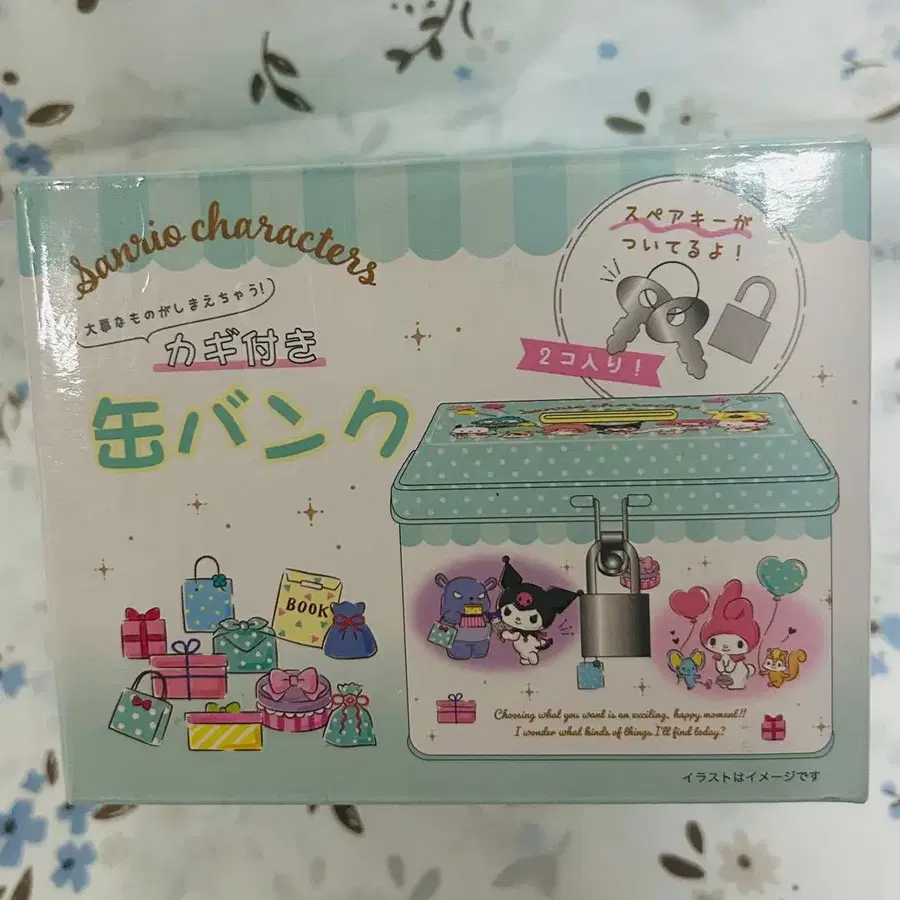 Sanrio characters
大事なものがしまえちゃう!
カギ付き
缶バンク
スペアキーが
ついてるよ!
2コ入り!
BOOK
Choosing what you want is an exciting, happy moment!!
I wonder what kinds of things I'll find today?
イラストはイメージです